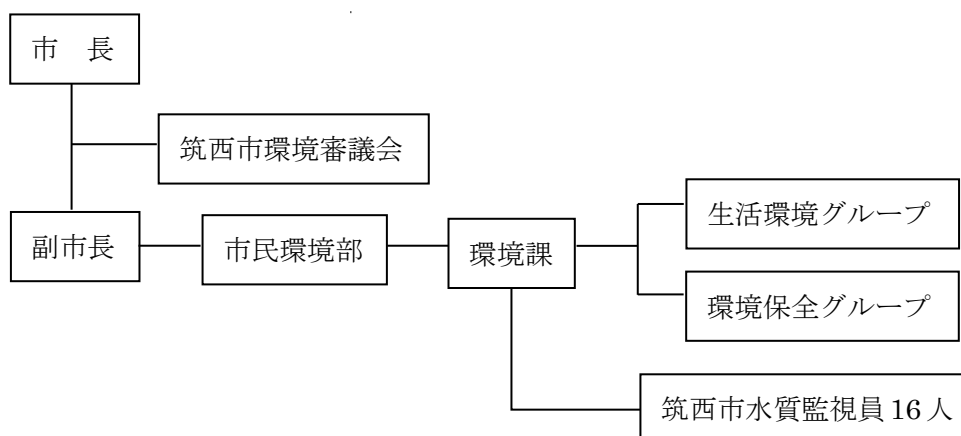 市　長
筑西市環境審議会
副市長
市民環境部
環境課
生活環境グループ
環境保全グループ
筑西市水質監視員 16 人